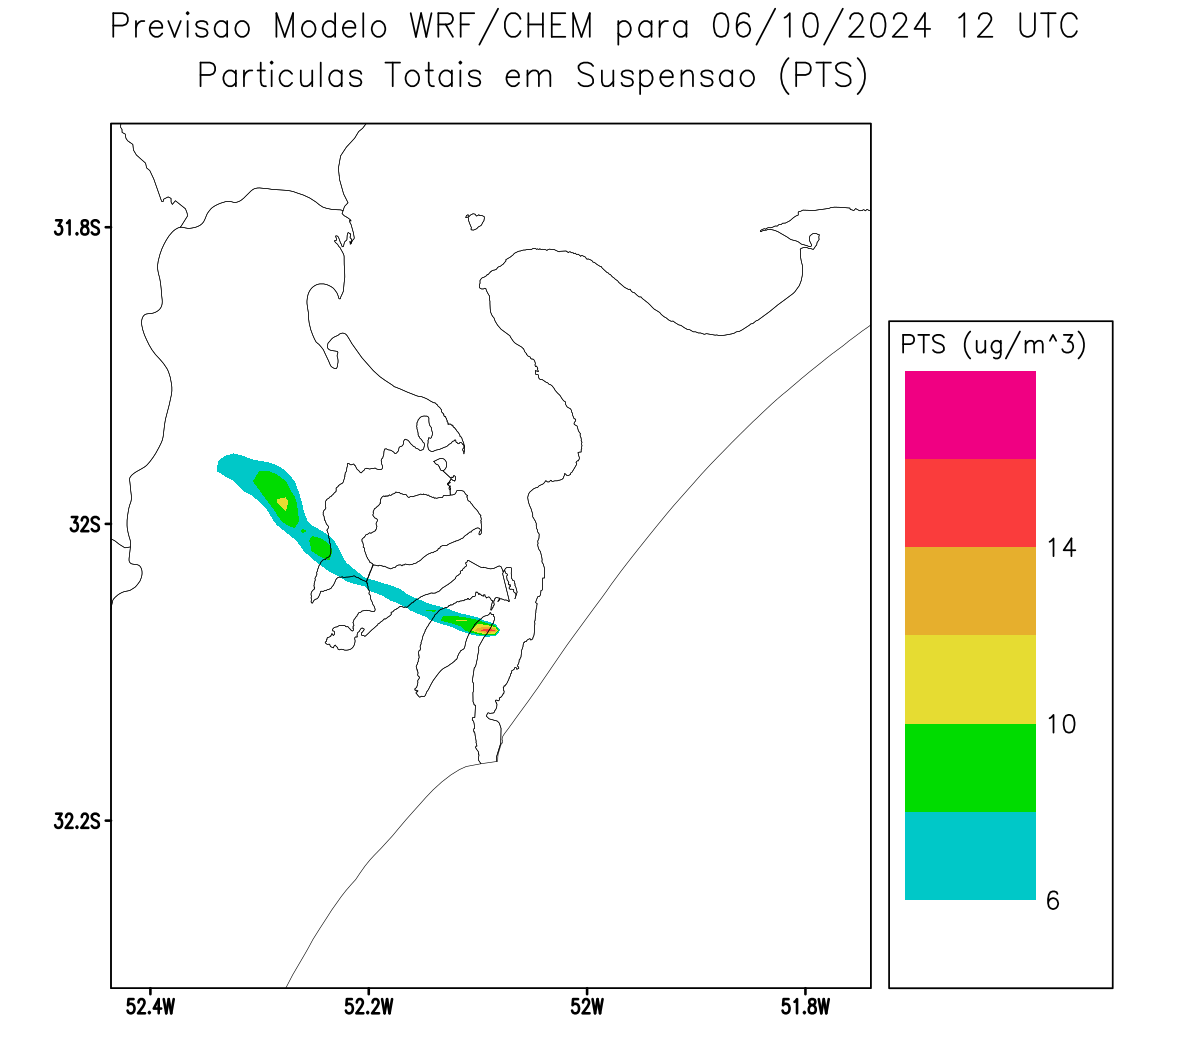 Previsao Modelo WRF/CHEM para 06/10/2024 12 UTC
Particulas Totais em Suspensao (PTS)
31.8S
32S
32.2S
52.4W
52.2W
52W
51.8W
PTS (ug/m^3)
14
10
6